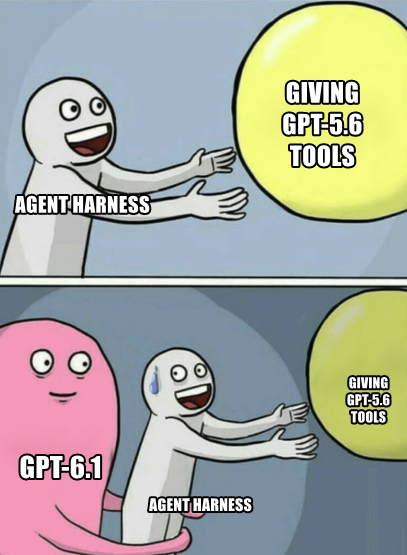 GIVING
GPT-5.6
TOOLS
AGENT HARNESS
GIVING
GPT-5.6
TOOLS
GPT-6.1
AGENT HARNESS